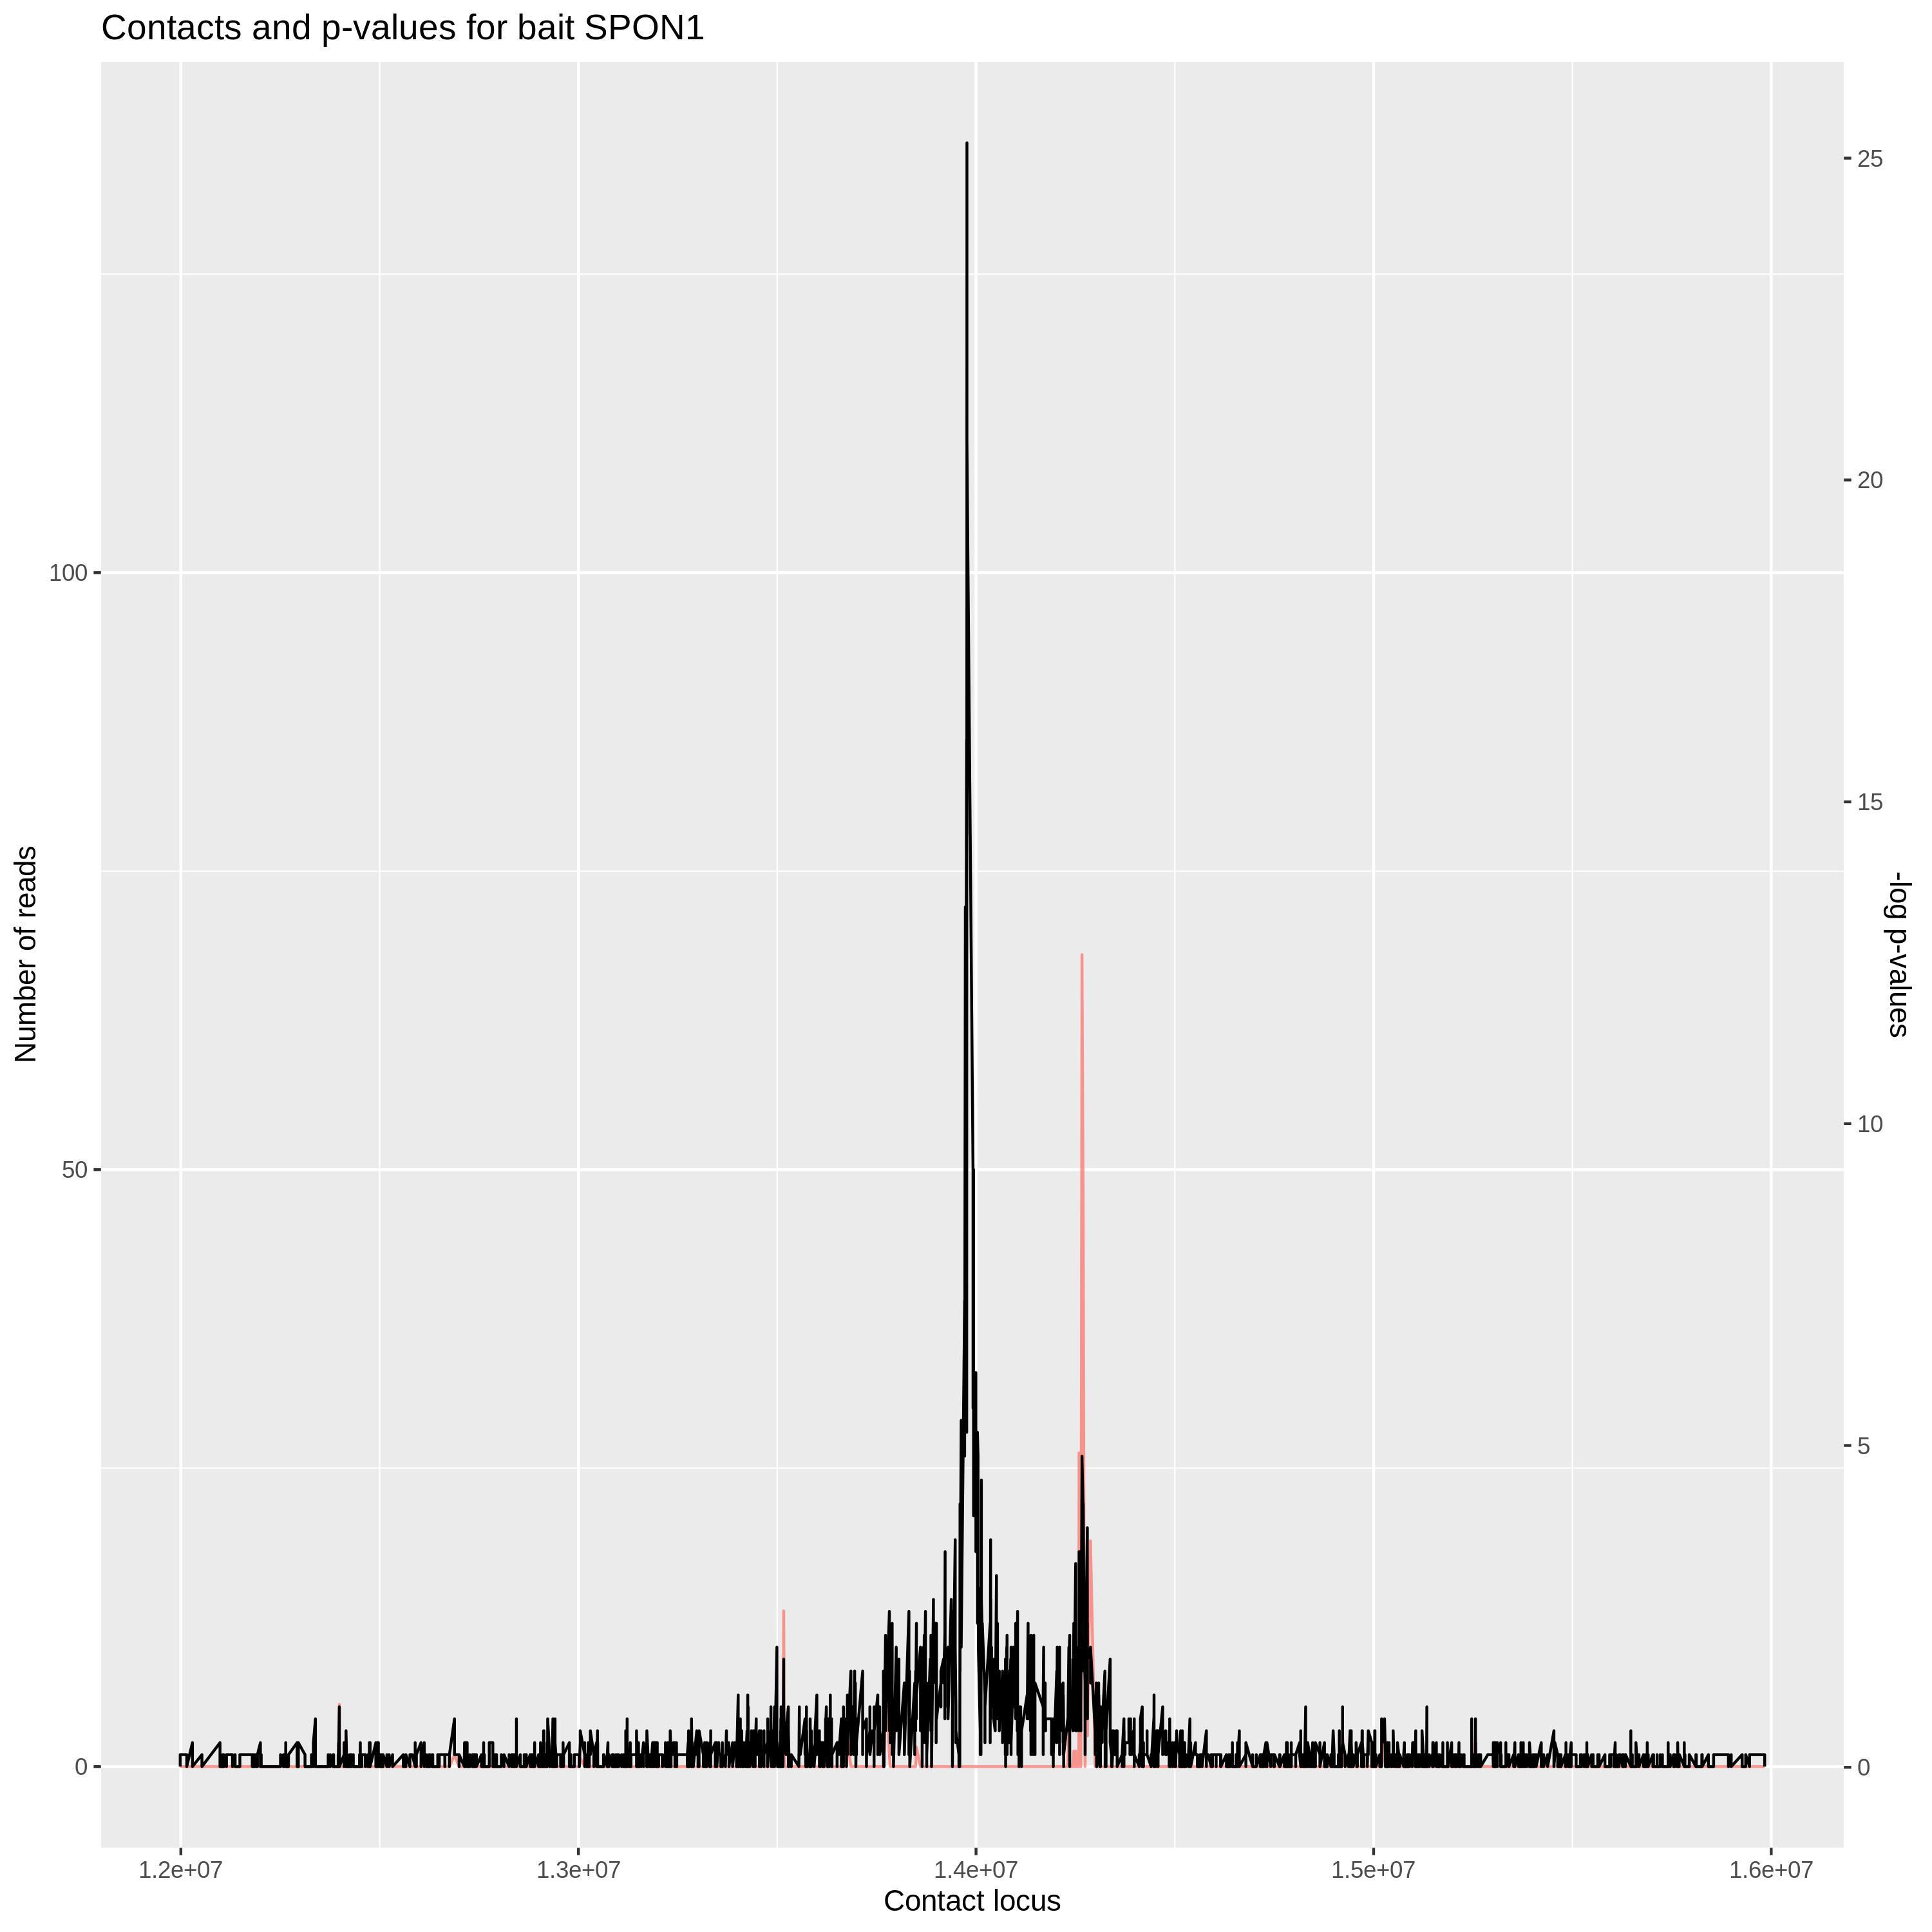 Contacts and p-values for bait SPON1
Number of reads
100
50
0
25
20
15
10
5
0
-log p-values
1.2e+07 1.3e+07 1.4e+07 1.5e+07 1.6e+07
Contact locus